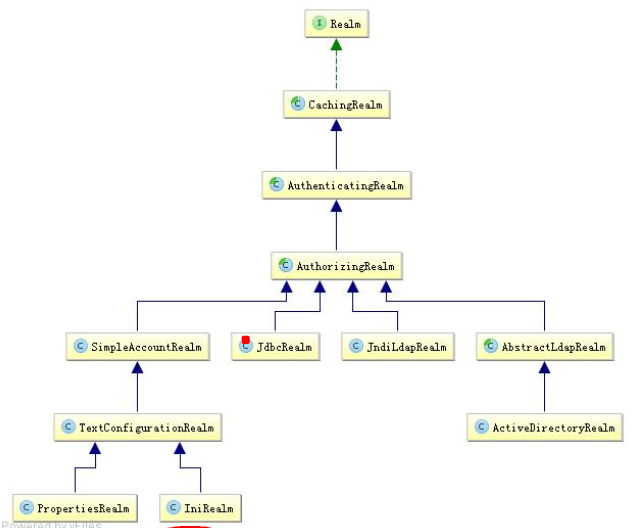 I Realm
C CachingRealm
C AuthenticatingRealm
C AuthorizingRealm
C SimpleAccountRealm
C JdbcRealm
C JndiLdapRealm
C AbstractLdapRealm
C TextConfigurationRealm
C ActiveDirectoryRealm
C PropertiesRealm
C IniRealm
Powered by yFiles